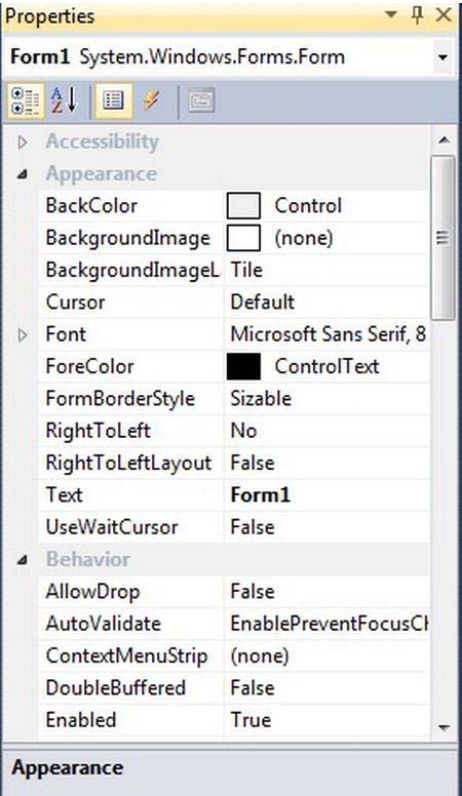 Properties
Form1 System.Windows.Forms.Form
Accessibility
Appearance
BackColor Control
BackgroundImage (none)
BackgroundImageL Tile
Cursor Default
Font Microsoft Sans Serif, 8
ForeColor ControlText
FormBorderStyle Sizable
RightToLeft No
RightToLeftLayout False
Text Form1
UseWaitCursor False
Behavior
AllowDrop False
AutoValidate EnablePreventFocusCh
ContextMenuStrip (none)
DoubleBuffered False
Enabled True
Appearance